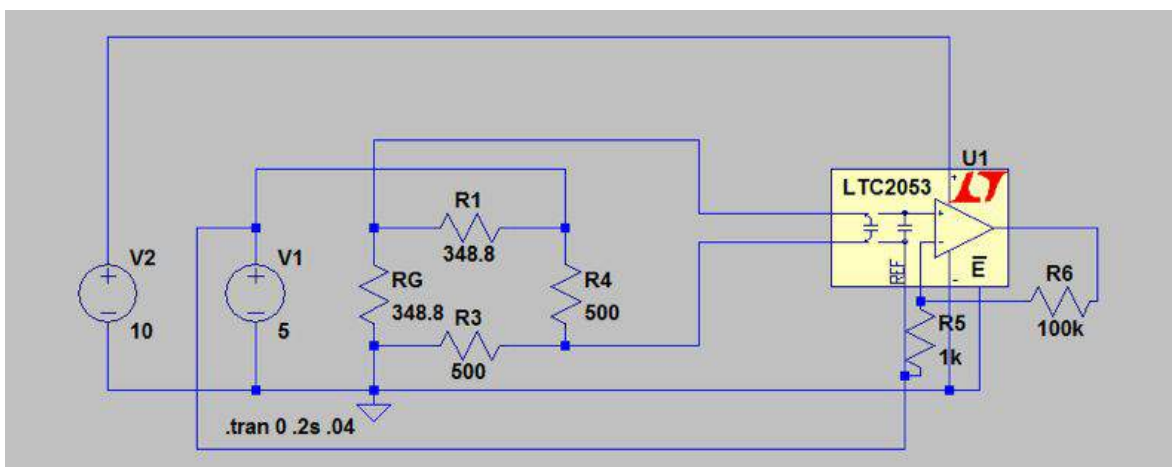 U1
LTC2053
+
R1
+
-
V2
V1
348.8
REF
E
+
+
RG
R4
-
R6
348.8
R3
500
R5
10
5
500
1k
100k
.tran 0 .2s .04